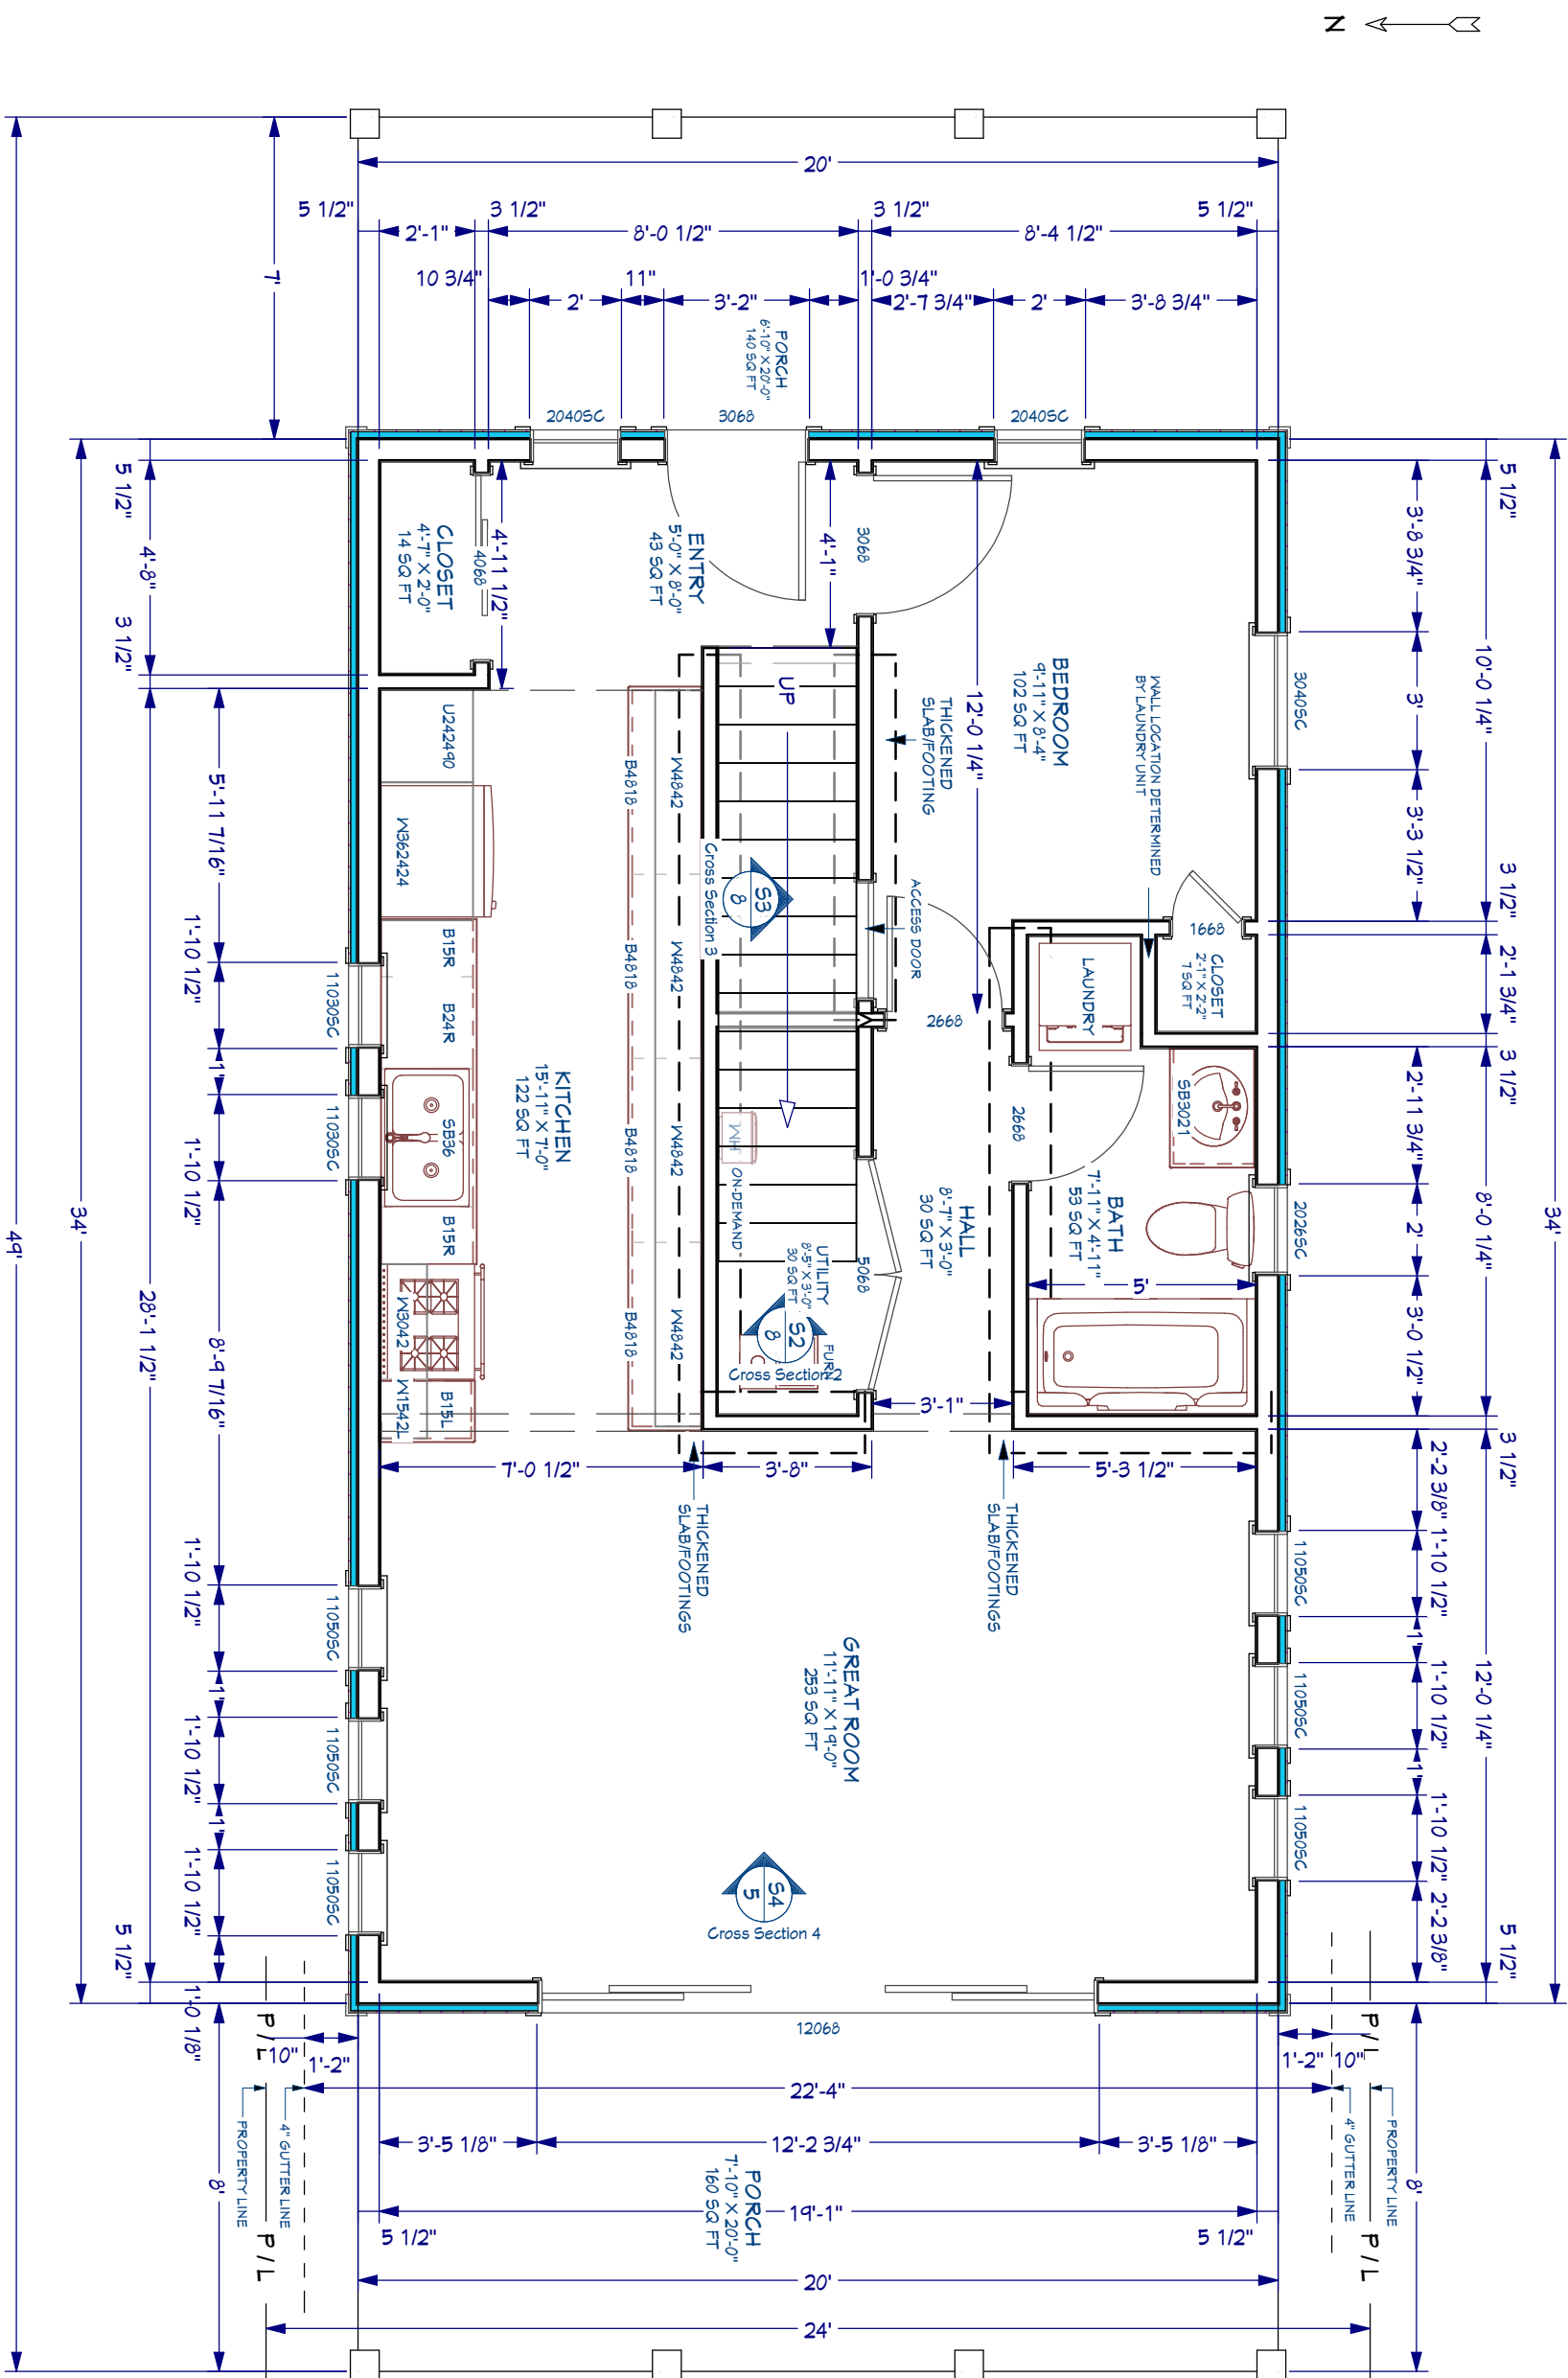 N
20'
5 1/2"
3 1/2"
3 1/2"
5 1/2"
2'-1"
8'-0 1/2"
8'-4 1/2"
10 3/4"
11"
1'-0 3/4"
2'
3'-2"
2'-7 3/4"
2'
3'-8 3/4"
7'
PORCH
6'-10" X 20'-0"
140 SQ FT
2040SC
3068
2040SC
5 1/2"
4'-8"
3 1/2"
5 1/2"
3'-8 3/4"
10'-0 1/4"
3'
3'-3 1/2"
3 1/2"
2'-1 3/4"
3 1/2"
CLOSET
4'-7" X 2'-0"
14 SQ FT
4068
4'-11 1/2"
ENTRY
5'-0" X 8'-0"
43 SQ FT
4'-1"
3068
12'-0 1/4"
BEDROOM
9'-11" X 8'-4"
102 SQ FT
3040SC
WALL LOCATION DETERMINED
BY LAUNDRY UNIT
THICKENED
SLAB/FOOTING
UP
U242490
W362424
B15R
B24R
SB36
B15R
W3042
W1542L
B15L
B4818
B4818
B4818
B4818
W4842
W4842
W4842
W4842
S3
8
Cross Section 3
ACCESS DOOR
1668
CLOSET
2'-1" X 2'-2"
7 SQ FT
LAUNDRY
2668
2668
SB3021
KITCHEN
15'-11" X 7'-0"
122 SQ FT
WH
ON-DEMAND
UTILITY
8'-5" X 3'-0"
30 SQ FT
S2
8
Cross Section 2
FURN
5068
HALL
8'-7" X 3'-0"
30 SQ FT
BATH
7'-11" X 4'-11"
53 SQ FT
5'
2026SC
2'-11 3/4"
8'-0 1/4"
2'
3'-0 1/2"
3 1/2"
34'
5'-11 7/16"
1'-10 1/2"
11030SC
1'
1'-10 1/2"
11030SC
8'-9 7/16"
28'-1 1/2"
34'
49'
7'-0 1/2"
3'-8"
3'-1"
5'-3 1/2"
THICKENED
SLAB/FOOTINGS
THICKENED
SLAB/FOOTINGS
2'-2 3/8"
1'-10 1/2"
11050SC
1'
1'-10 1/2"
11050SC
12'-0 1/4"
1'
1'-10 1/2"
11050SC
2'-2 3/8"
5 1/2"
1'-10 1/2"
11050SC
1'
1'-10 1/2"
11050SC
1'
1'-10 1/2"
11050SC
5 1/2"
1'-0 1/8"
GREAT ROOM
11'-11" X 19'-0"
253 SQ FT
S4
5
Cross Section 4
12068
P / L
P / L
10"
1'-2"
1'-2"
10"
22'-4"
3'-5 1/8"
12'-2 3/4"
3'-5 1/8"
4" GUTTER LINE
PROPERTY LINE
4" GUTTER LINE
PROPERTY LINE
8'
8'
PORCH
7'-10" X 20'-0"
160 SQ FT
19'-1"
5 1/2"
5 1/2"
P / L
P / L
20'
24'